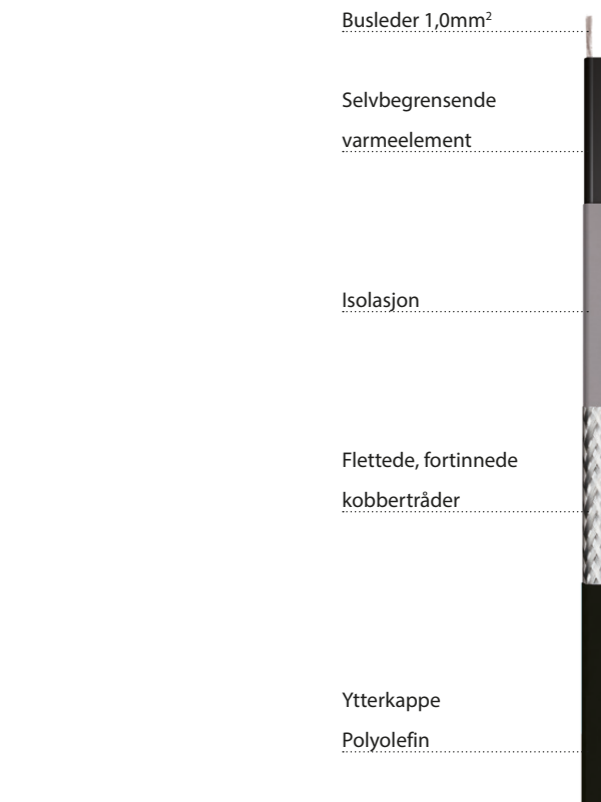 Busleder 1,0mm²
Selvbegrensende
varmeelement
Isolasjon
Flettede, fortinnede
kobbertråder
Ytterkappe
Polyolefin